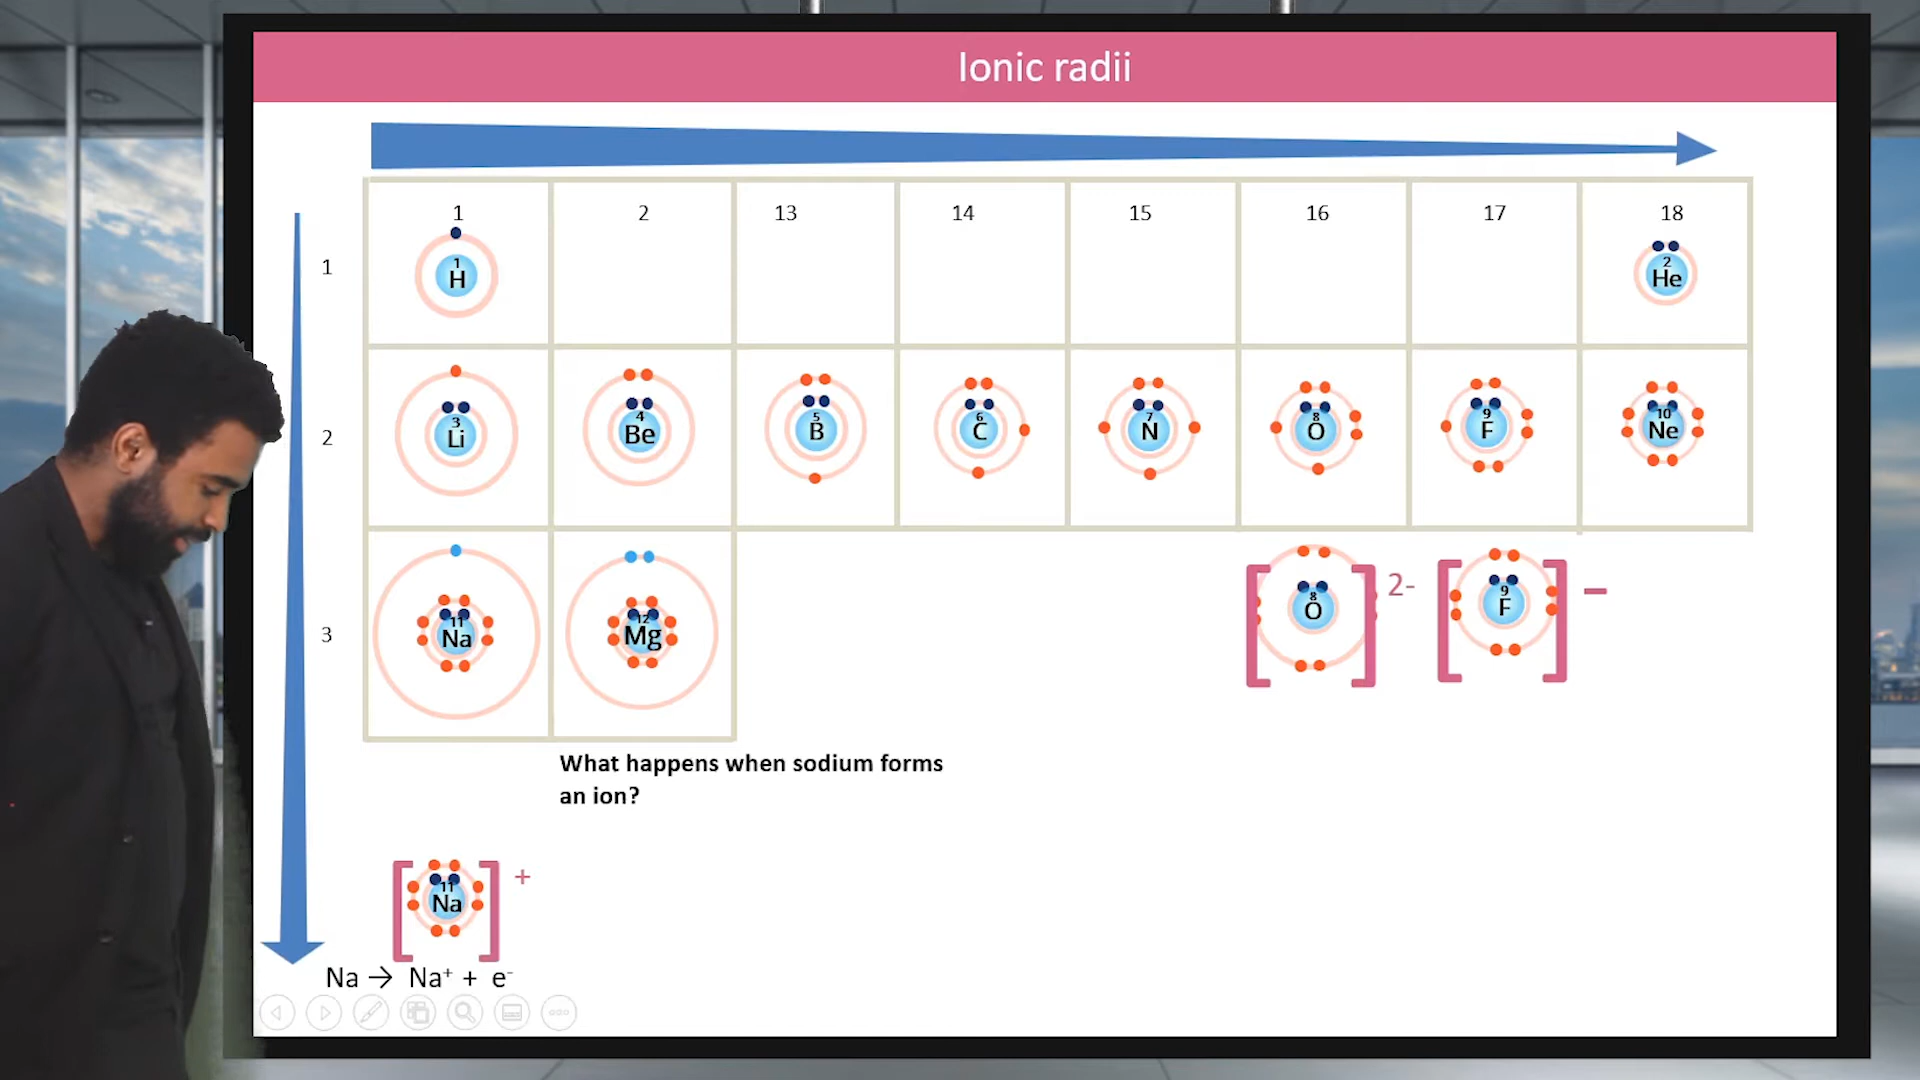 Ionic radii
1 2 13 14 15 16 17 18
1
1
H
2
He
2
3
Li
4
Be
5
B
6
C
7
N
8
O
9
F
10
Ne
3
11
Na
12
Mg
8
O
2-
9
F
−
What happens when sodium forms
an ion?
11
Na
+
Na → Na⁺ + e⁻